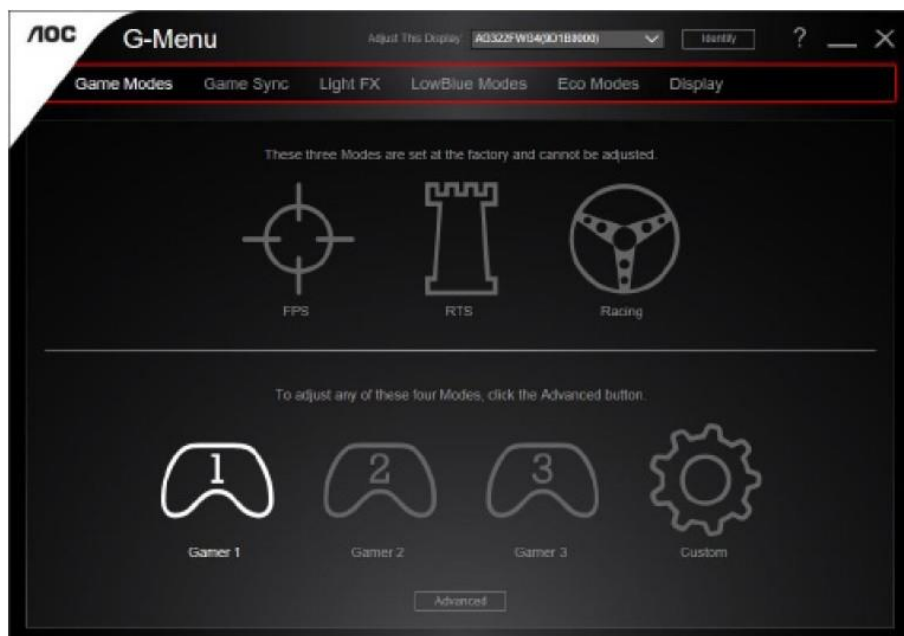 AOC G-Menu Adjust This Display: AG322FWG4(9O1B0000) Identify ?
Game Modes Game Sync Light FX LowBlue Modes Eco Modes Display
These three Modes are set at the factory and cannot be adjusted.
FPS RTS Racing
To adjust any of these four Modes, click the Advanced button.
1 2 3
Gamer 1 Gamer 2 Gamer 3 Custom
Advanced